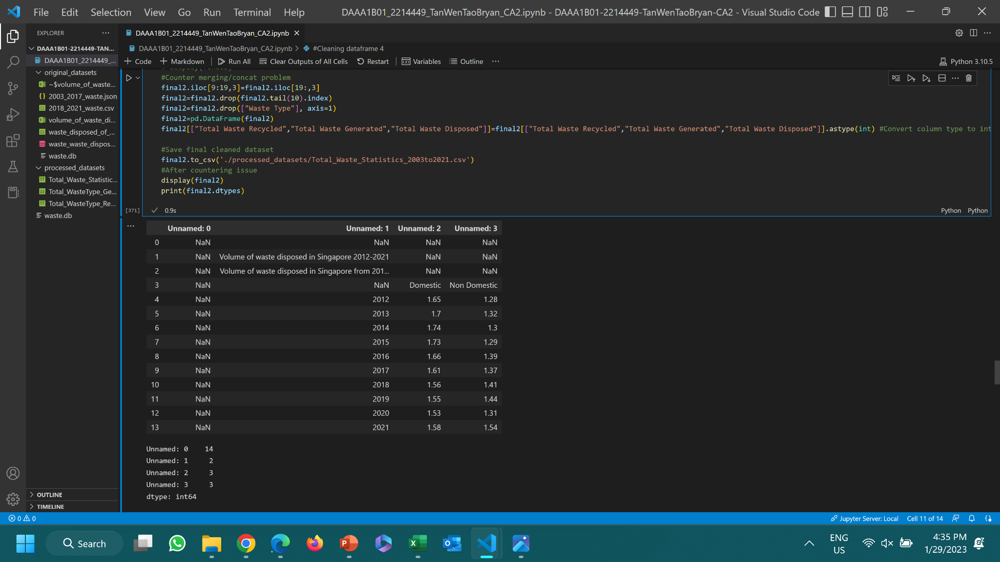 File Edit Selection View Go Run Terminal Help DAAA1B01_2214449_TanWenTaoBryan_CA2.ipynb - DAAA1B01-2214449-TanWenTaoBryan-CA2 - Visual Studio Code
EXPLORER ... DAAA1B01_2214449_TanWenTaoBryan_CA2.ipynb
DAAA1B01-2214449-TAN... DAAA1B01_2214449_TanWenTaoBryan_CA2.ipynb > #Cleaning dataframe 4
DAAA1B01_2214449_... + Code + Markdown Run All Clear Outputs of All Cells Restart Variables Outline ... Python 3.10.5
original_datasets
~$volume_of_waste...
2003_2017_waste.json
2018_2021_waste.csv
volume_of_waste_di...
waste_disposed_of_...
waste_waste_dispos...
waste.db
processed_datasets
Total_Waste_Statistic...
Total_WasteType_Ge...
Total_WasteType_Re...
waste.db
#Counter merging/concat problem
final2.iloc[9:19,3]=final2.iloc[19:,3]
final2=final2.drop(final2.tail(10).index)
final2=final2.drop(["Waste Type"], axis=1)
final2=pd.DataFrame(final2)
final2[["Total Waste Recycled","Total Waste Generated","Total Waste Disposed"]]=final2[["Total Waste Recycled","Total Waste Generated","Total Waste Disposed"]].astype(int) #Convert column type to int
#Save final cleaned dataset
final2.to_csv('./processed_datasets/Total_Waste_Statistics_2003to2021.csv')
#After countering issue
display(final2)
print(final2.dtypes)
[371] 0.9s Python Python
Unnamed: 0 Unnamed: 1 Unnamed: 2 Unnamed: 3
0 NaN NaN NaN NaN
1 NaN Volume of waste disposed in Singapore 2012-2021 NaN NaN
2 NaN Volume of waste disposed in Singapore from 201... NaN NaN
3 NaN NaN Domestic Non Domestic
4 NaN 2012 1.65 1.28
5 NaN 2013 1.7 1.32
6 NaN 2014 1.74 1.3
7 NaN 2015 1.73 1.29
8 NaN 2016 1.66 1.39
9 NaN 2017 1.61 1.37
10 NaN 2018 1.56 1.41
11 NaN 2019 1.55 1.44
12 NaN 2020 1.53 1.31
13 NaN 2021 1.58 1.54
Unnamed: 0 14
Unnamed: 1 2
Unnamed: 2 3
Unnamed: 3 3
dtype: int64
OUTLINE
TIMELINE
0 0 Jupyter Server: Local Cell 11 of 14
Search ENG US 4:35 PM
1/29/2023